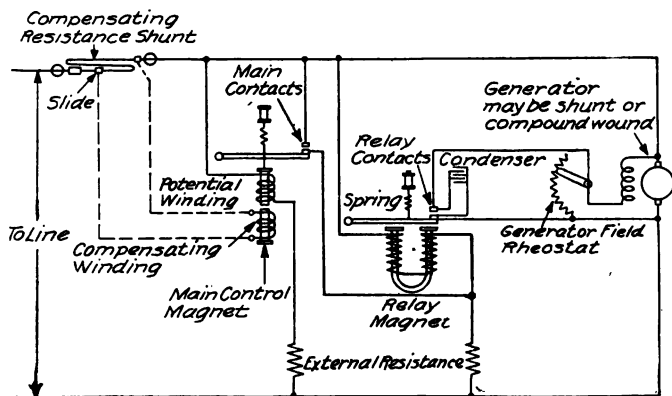 Compensating
Resistance Shunt
Slide
Main
Contacts
Generator
may be shunt or
compound wound
Relay
Contacts
Condenser
Spring
Potential
Winding
To Line
Compensating
Winding
Generator Field
Rheostat
Main Control
Magnet
Relay
Magnet
External Resistance